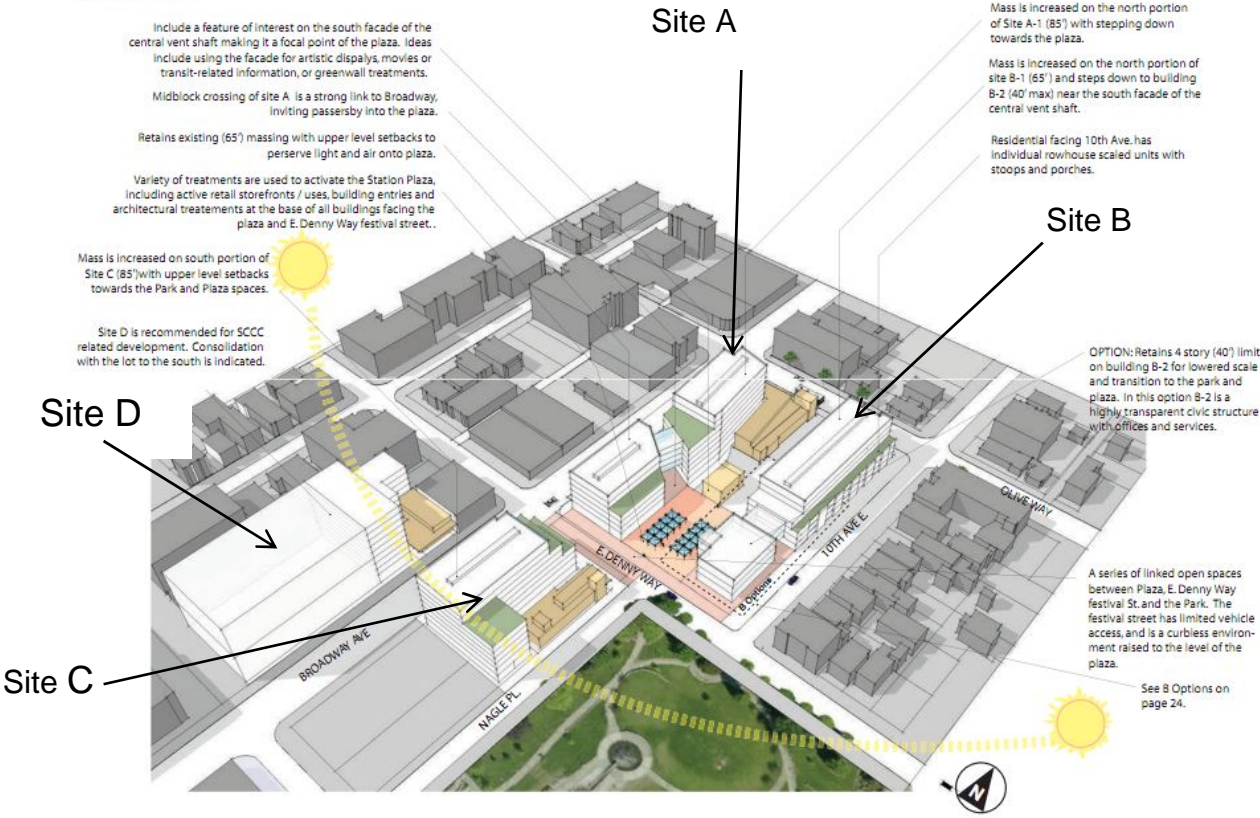 Include a feature of interest on the south facade of the
central vent shaft making it a focal point of the plaza. Ideas
include using the facade for artistic dispalys, movies or
transit-related information, or greenwall treatments.
Midblock crossing of site A is a strong link to Broadway,
inviting passersby into the plaza.
Retains existing (65') massing with upper level setbacks to
perserve light and air onto plaza.
Variety of treatments are used to activate the Station Plaza,
including active retail storefronts / uses, building entries and
architectural treatements at the base of all buildings facing the
plaza and E. Denny Way festival street..
Mass is increased on south portion of
Site C (85')with upper level setbacks
towards the Park and Plaza spaces.
Site D is recommended for SCCC
related development. Consolidation
with the lot to the south is indicated.
Site A
Mass is increased on the north portion
of Site A-1 (85') with stepping down
towards the plaza.
Mass is increased on the north portion of
site B-1 (65') and steps down to building
B-2 (40' max) near the south facade of the
central vent shaft.
Residential facing 10th Ave. has
individual rowhouse scaled units with
stoops and porches.
Site B
OPTION: Retains 4 story (40') limit
on building B-2 for lowered scale
and transition to the park and
plaza. In this option B-2 is a
highly transparent civic structure
with offices and services.
Site D
Site C
BROADWAY AVE
NAGLE PL.
E. DENNY WAY
B Options
10TH AVE E.
OLIVE WAY
A series of linked open spaces
between Plaza, E. Denny Way
festival St. and the Park. The
festival street has limited vehicle
access, and is a curbless environ-
ment raised to the level of the
plaza.
See B Options on
page 24.
N